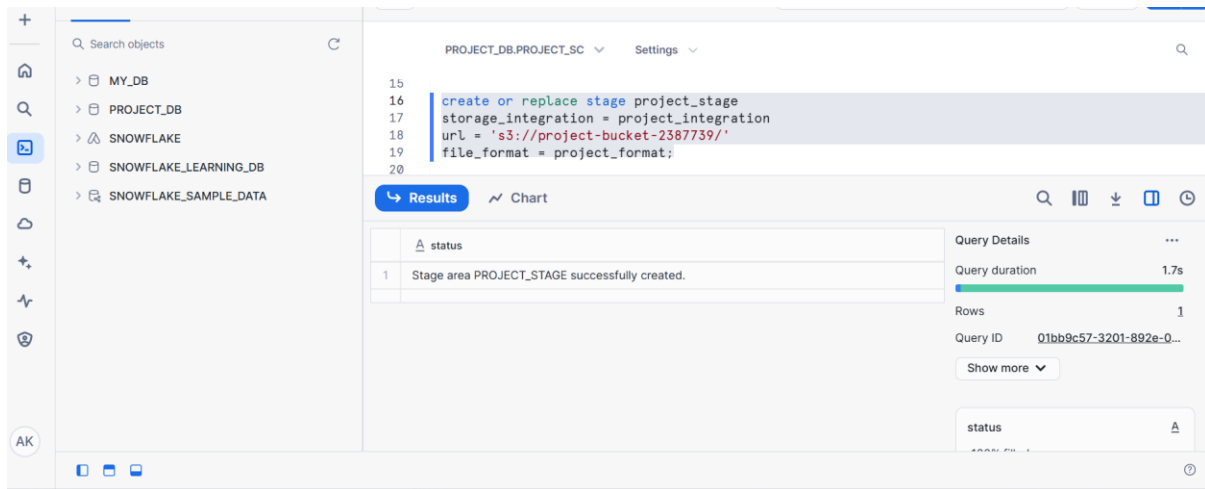 Search objects
MY_DB
PROJECT_DB
SNOWFLAKE
SNOWFLAKE_LEARNING_DB
SNOWFLAKE_SAMPLE_DATA
AK
PROJECT_DB.PROJECT_SC Settings
15
16 create or replace stage project_stage
17 storage_integration = project_integration
18 url = 's3://project-bucket-2387739/'
19 file_format = project_format;
20
Results Chart
A status
1 Stage area PROJECT_STAGE successfully created.
Query Details ...
Query duration 1.7s
Rows 1
Query ID 01bb9c57-3201-892e-0...
Show more
status A